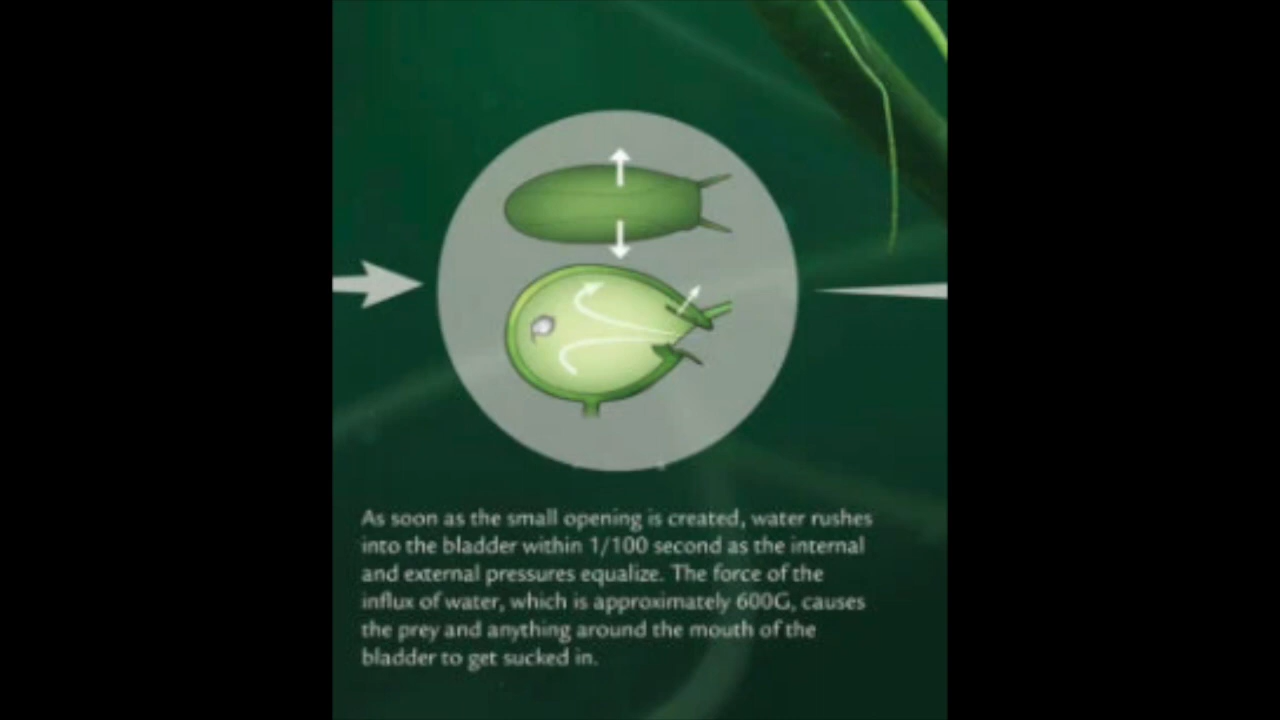 As soon as the small opening is created, water rushes
into the bladder within 1/100 second as the internal
and external pressures equalize. The force of the
influx of water, which is approximately 600G, causes
the prey and anything around the mouth of the
bladder to get sucked in.